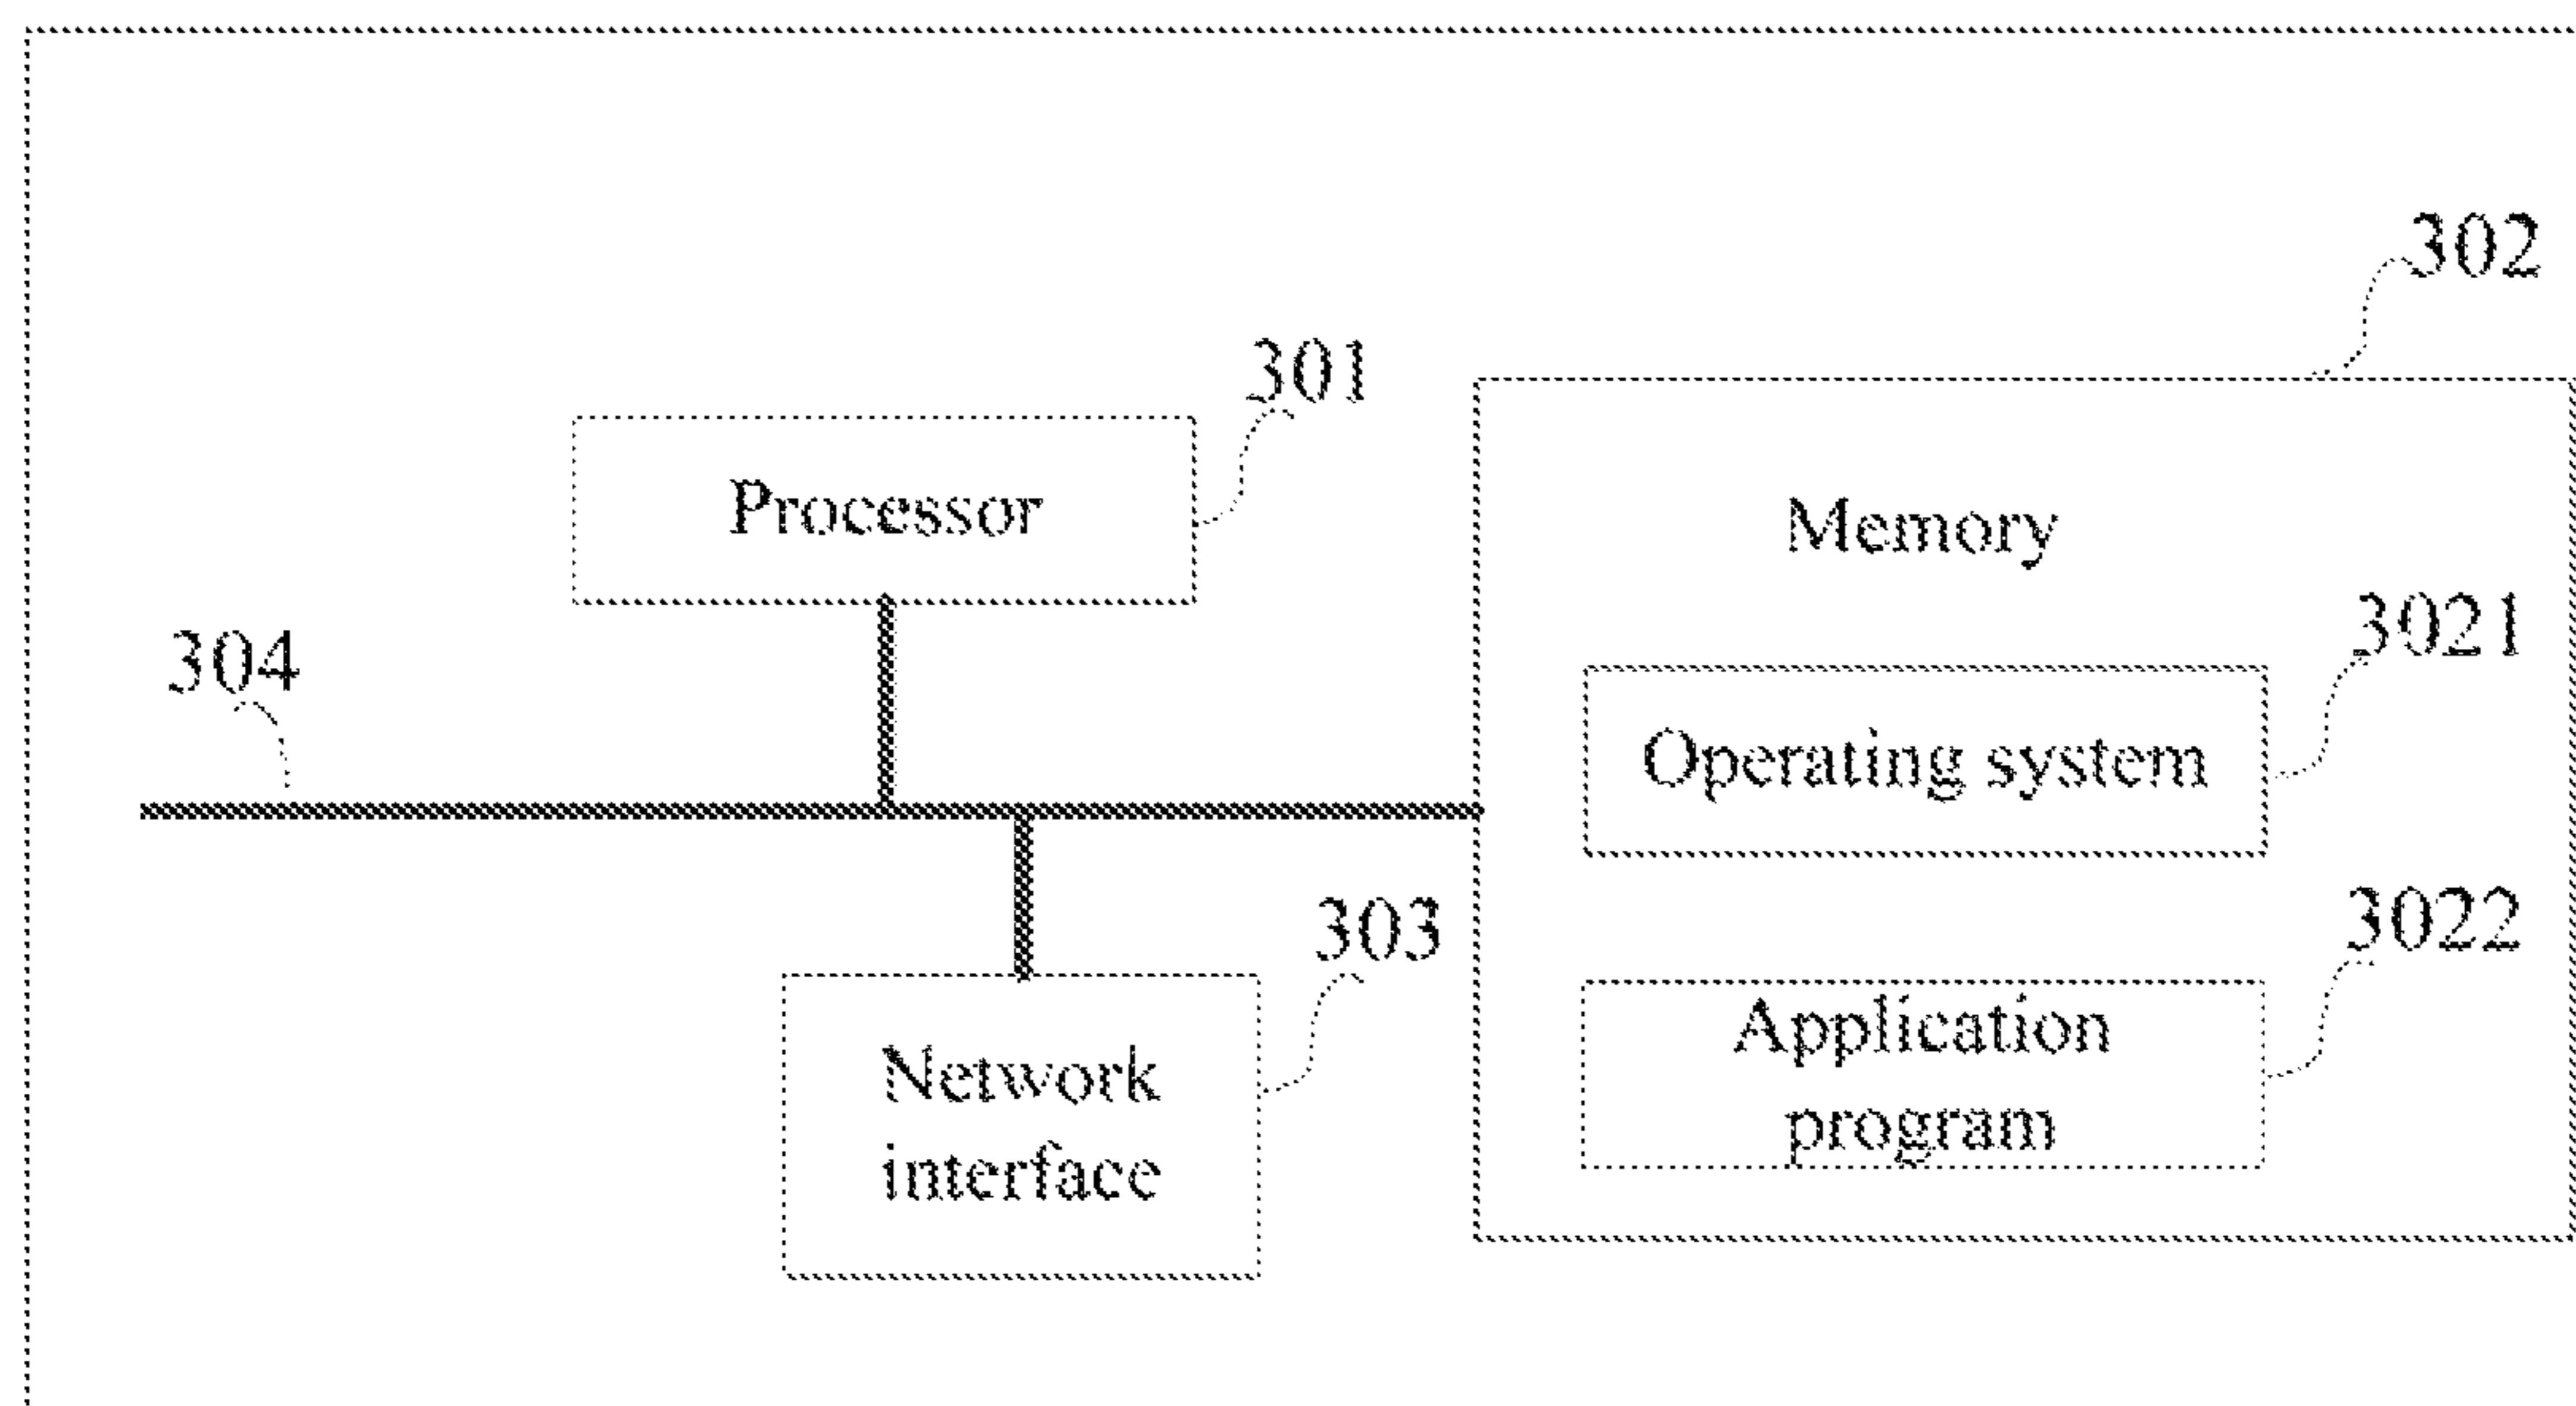 302
301
Processor
Memory
304
3021
Operating system
303
3022
Network
interface
Application
program